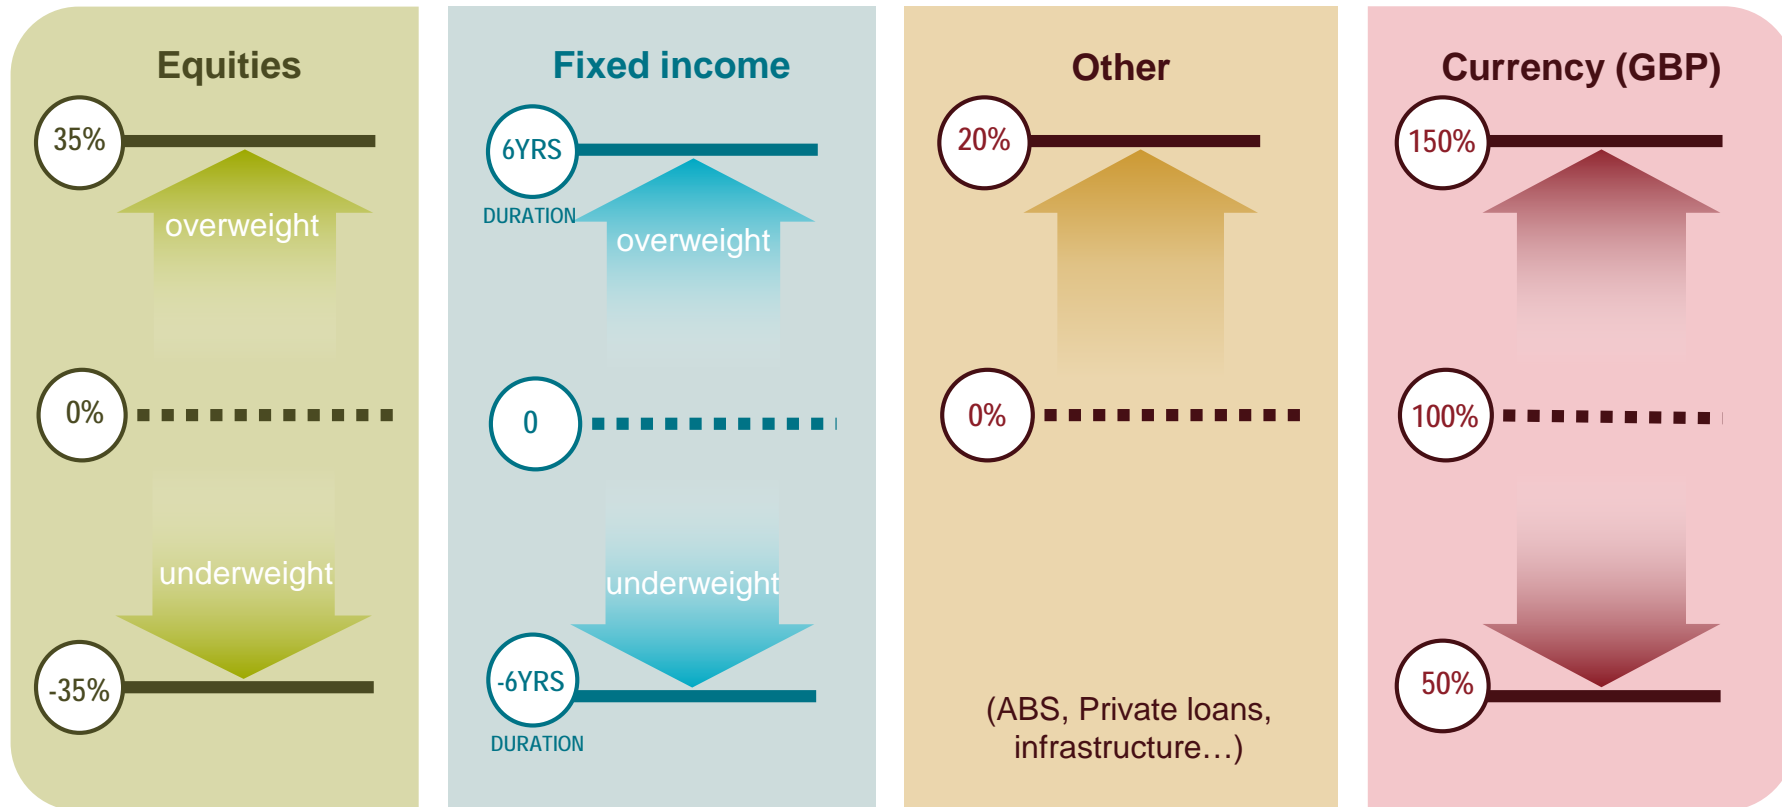 Equities
35%
overweight
0%
underweight
-35%
Fixed income
6YRS
DURATION
overweight
0
underweight
-6YRS
DURATION
Other
20%
0%
(ABS, Private loans,
infrastructure…)
Currency (GBP)
150%
100%
50%